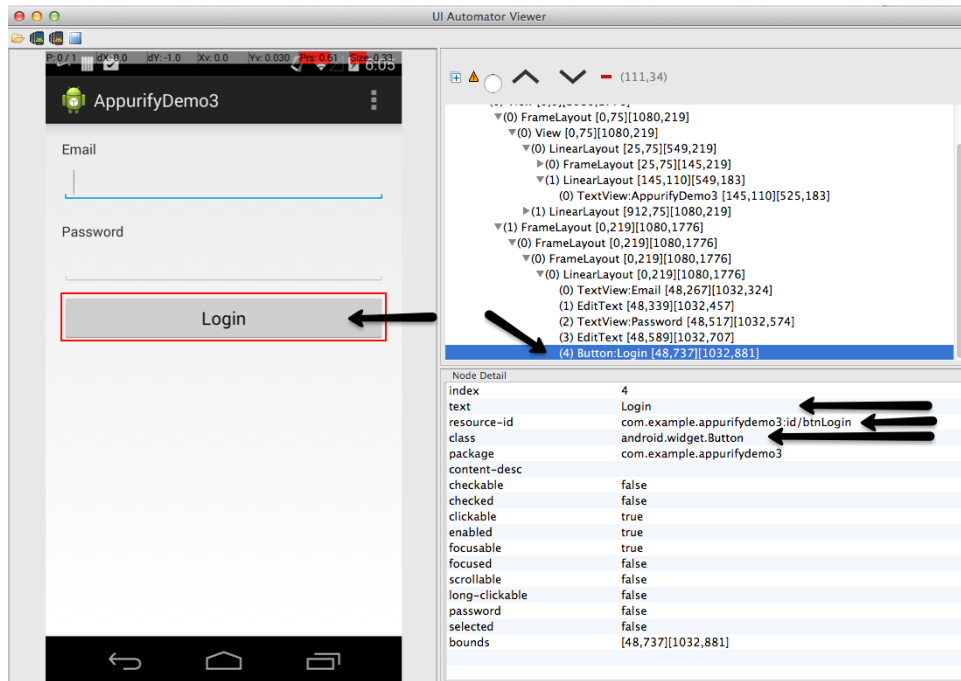 UI Automator Viewer
P: 0 / 1 dX: 0.0 dY: -1.0 Xv: 0.0 Yv: 0.030 Prs: 0.61 Size: 0.33
6:05
AppurifyDemo3
Email
Password
Login
(111,34)
(0) FrameLayout [0,75][1080,219]
(0) View [0,75][1080,219]
(0) LinearLayout [25,75][549,219]
(0) FrameLayout [25,75][145,219]
(1) LinearLayout [145,110][549,183]
(0) TextView:AppurifyDemo3 [145,110][525,183]
(1) LinearLayout [912,75][1080,219]
(1) FrameLayout [0,219][1080,1776]
(0) FrameLayout [0,219][1080,1776]
(0) FrameLayout [0,219][1080,1776]
(0) LinearLayout [0,219][1080,1776]
(0) TextView:Email [48,267][1032,324]
(1) EditText [48,339][1032,457]
(2) TextView:Password [48,517][1032,574]
(3) EditText [48,589][1032,707]
(4) Button:Login [48,737][1032,881]
Node Detail
index 4
text Login
resource-id com.example.appurifydemo3:id/btnLogin
class android.widget.Button
package com.example.appurifydemo3
content-desc
checkable false
checked false
clickable true
enabled true
focusable true
focused false
scrollable false
long-clickable false
password false
selected false
bounds [48,737][1032,881]